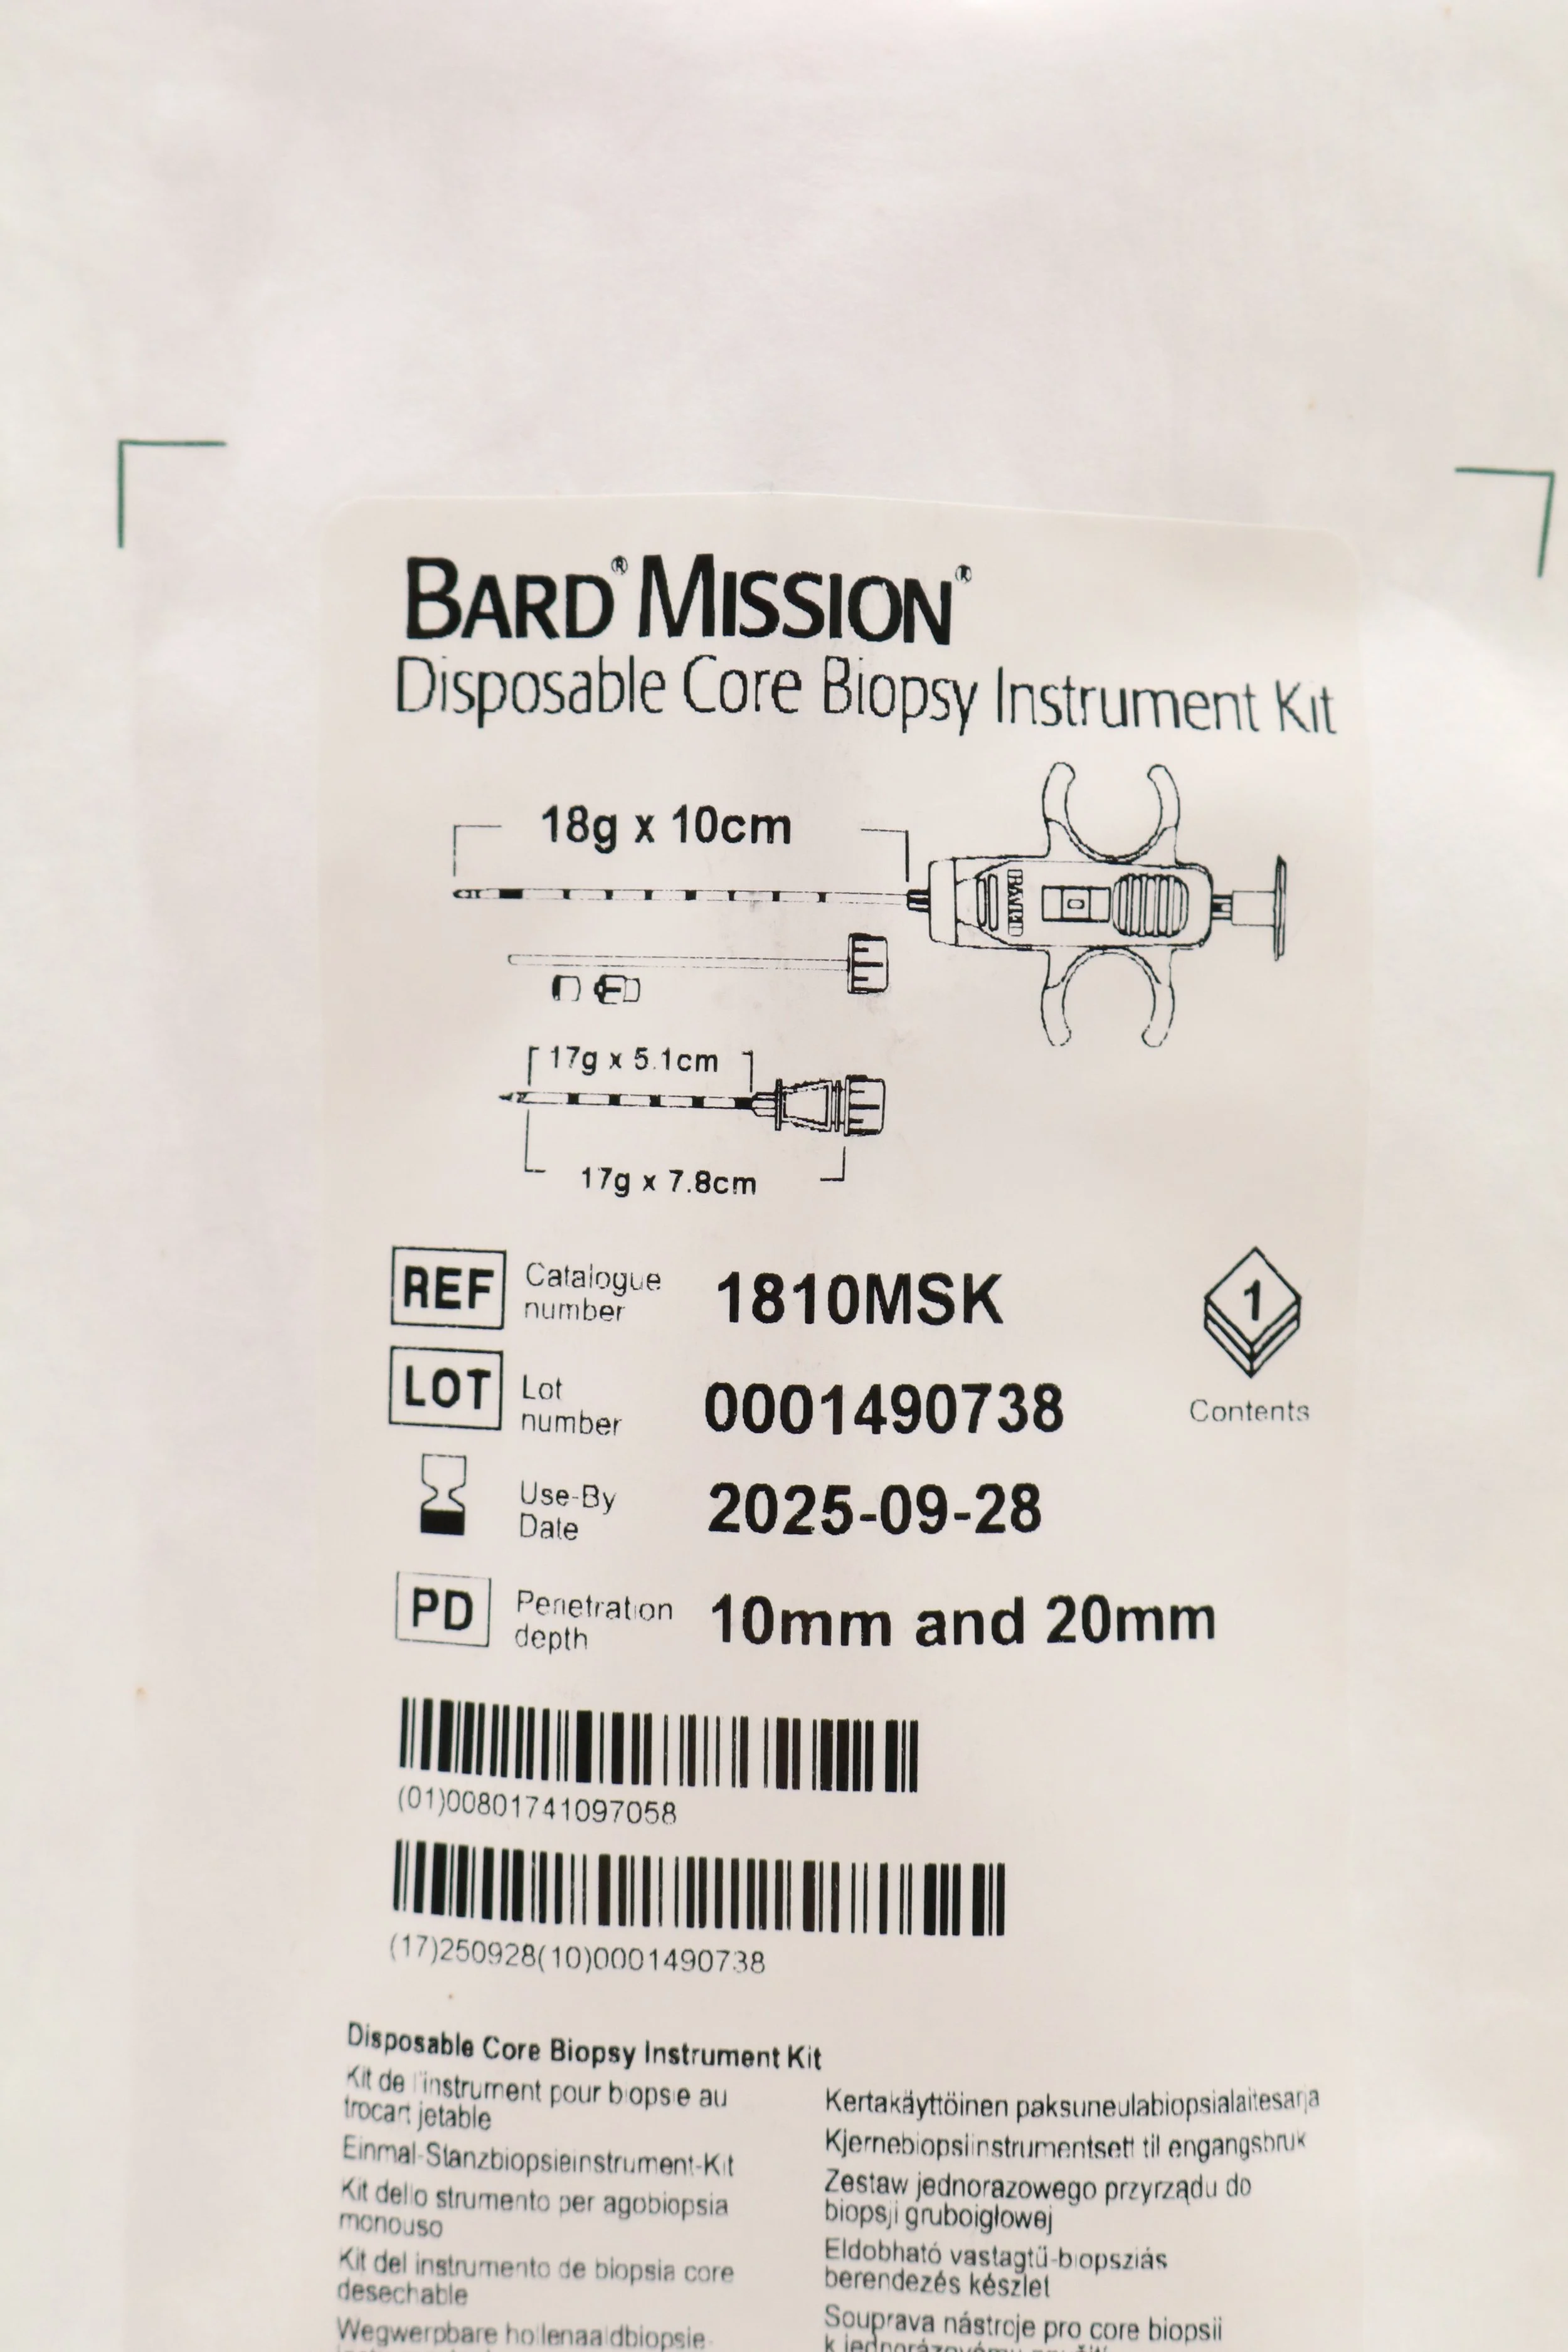 BARD® MISSION®
Disposable Core Biopsy Instrument Kit
18g x 10cm
BARD
17g x 5.1cm
17g x 7.8cm
REF Catalogue number 1810MSK
1
Contents
LOT Lot number 0001490738
Use-By Date 2025-09-28
PD Penetration depth 10mm and 20mm
(01)00801741097058
(17)250928(10)0001490738
Disposable Core Biopsy Instrument Kit
Kit de l'instrument pour biopsie au
trocart jetable
Einmal-Stanzbiopsieinstrument-Kit
Kit dello strumento per agobiopsia
monouso
Kit del instrumento de biopsia core
desechable
Wegwerpbare hollenaaldbiopsie-
Kertakäyttöinen paksuneulabiopsialaitesarja
Kjernebiopsiinstrumentsett til engangsbruk
Zestaw jednorazowego przyrządu do
biopsji gruboigłowej
Eldobható vastagtű-biopsziás
berendezés készlet
Souprava nástroje pro core biopsii
k jednorázovému použití